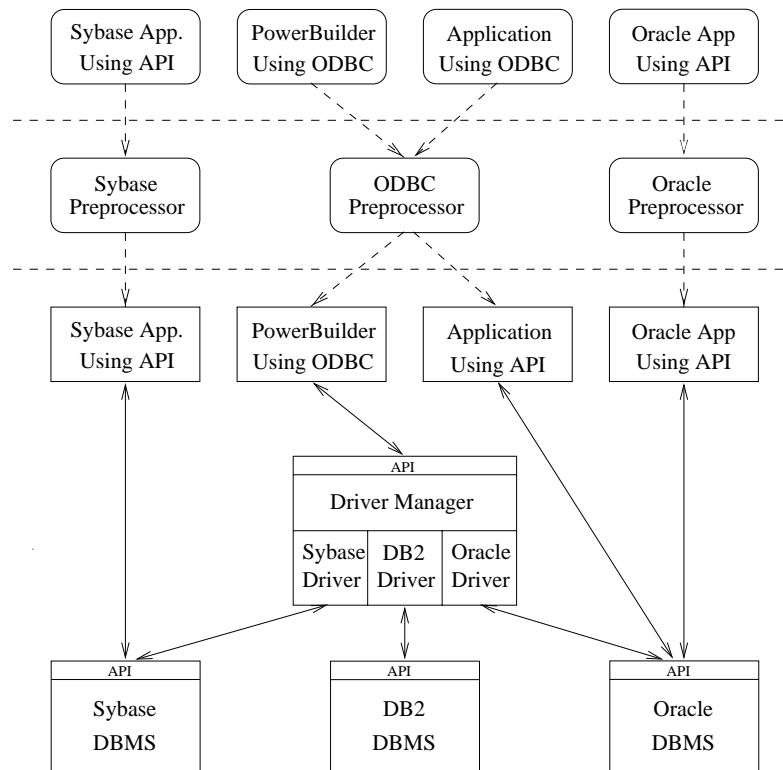 Sybase App.
Using API
PowerBuilder
Using ODBC
Application
Using ODBC
Oracle App
Using API
Sybase
Preprocessor
ODBC
Preprocessor
Oracle
Preprocessor
Sybase App.
Using API
PowerBuilder
Using ODBC
Application
Using API
Oracle App
Using API
API
Driver Manager
Sybase
Driver
DB2
Driver
Oracle
Driver
API
Sybase
DBMS
API
DB2
DBMS
API
Oracle
DBMS